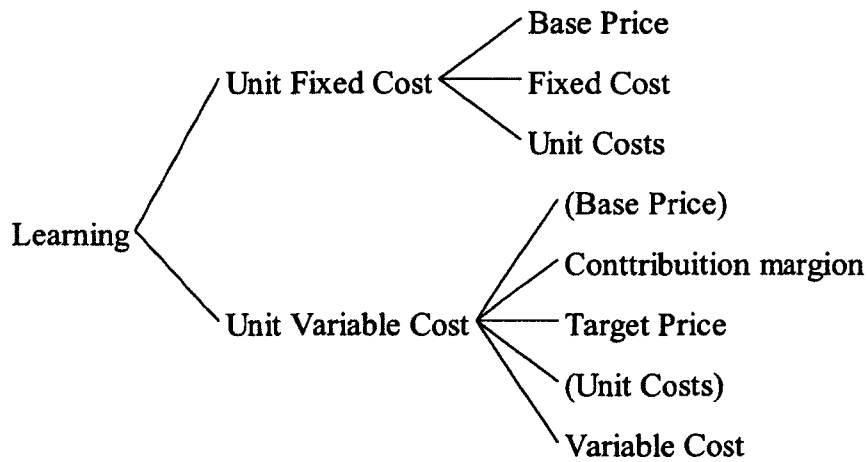 Base Price
Unit Fixed Cost
Fixed Cost
Unit Costs
Learning
(Base Price)
Conttribuition margion
Unit Variable Cost
Target Price
(Unit Costs)
Variable Cost